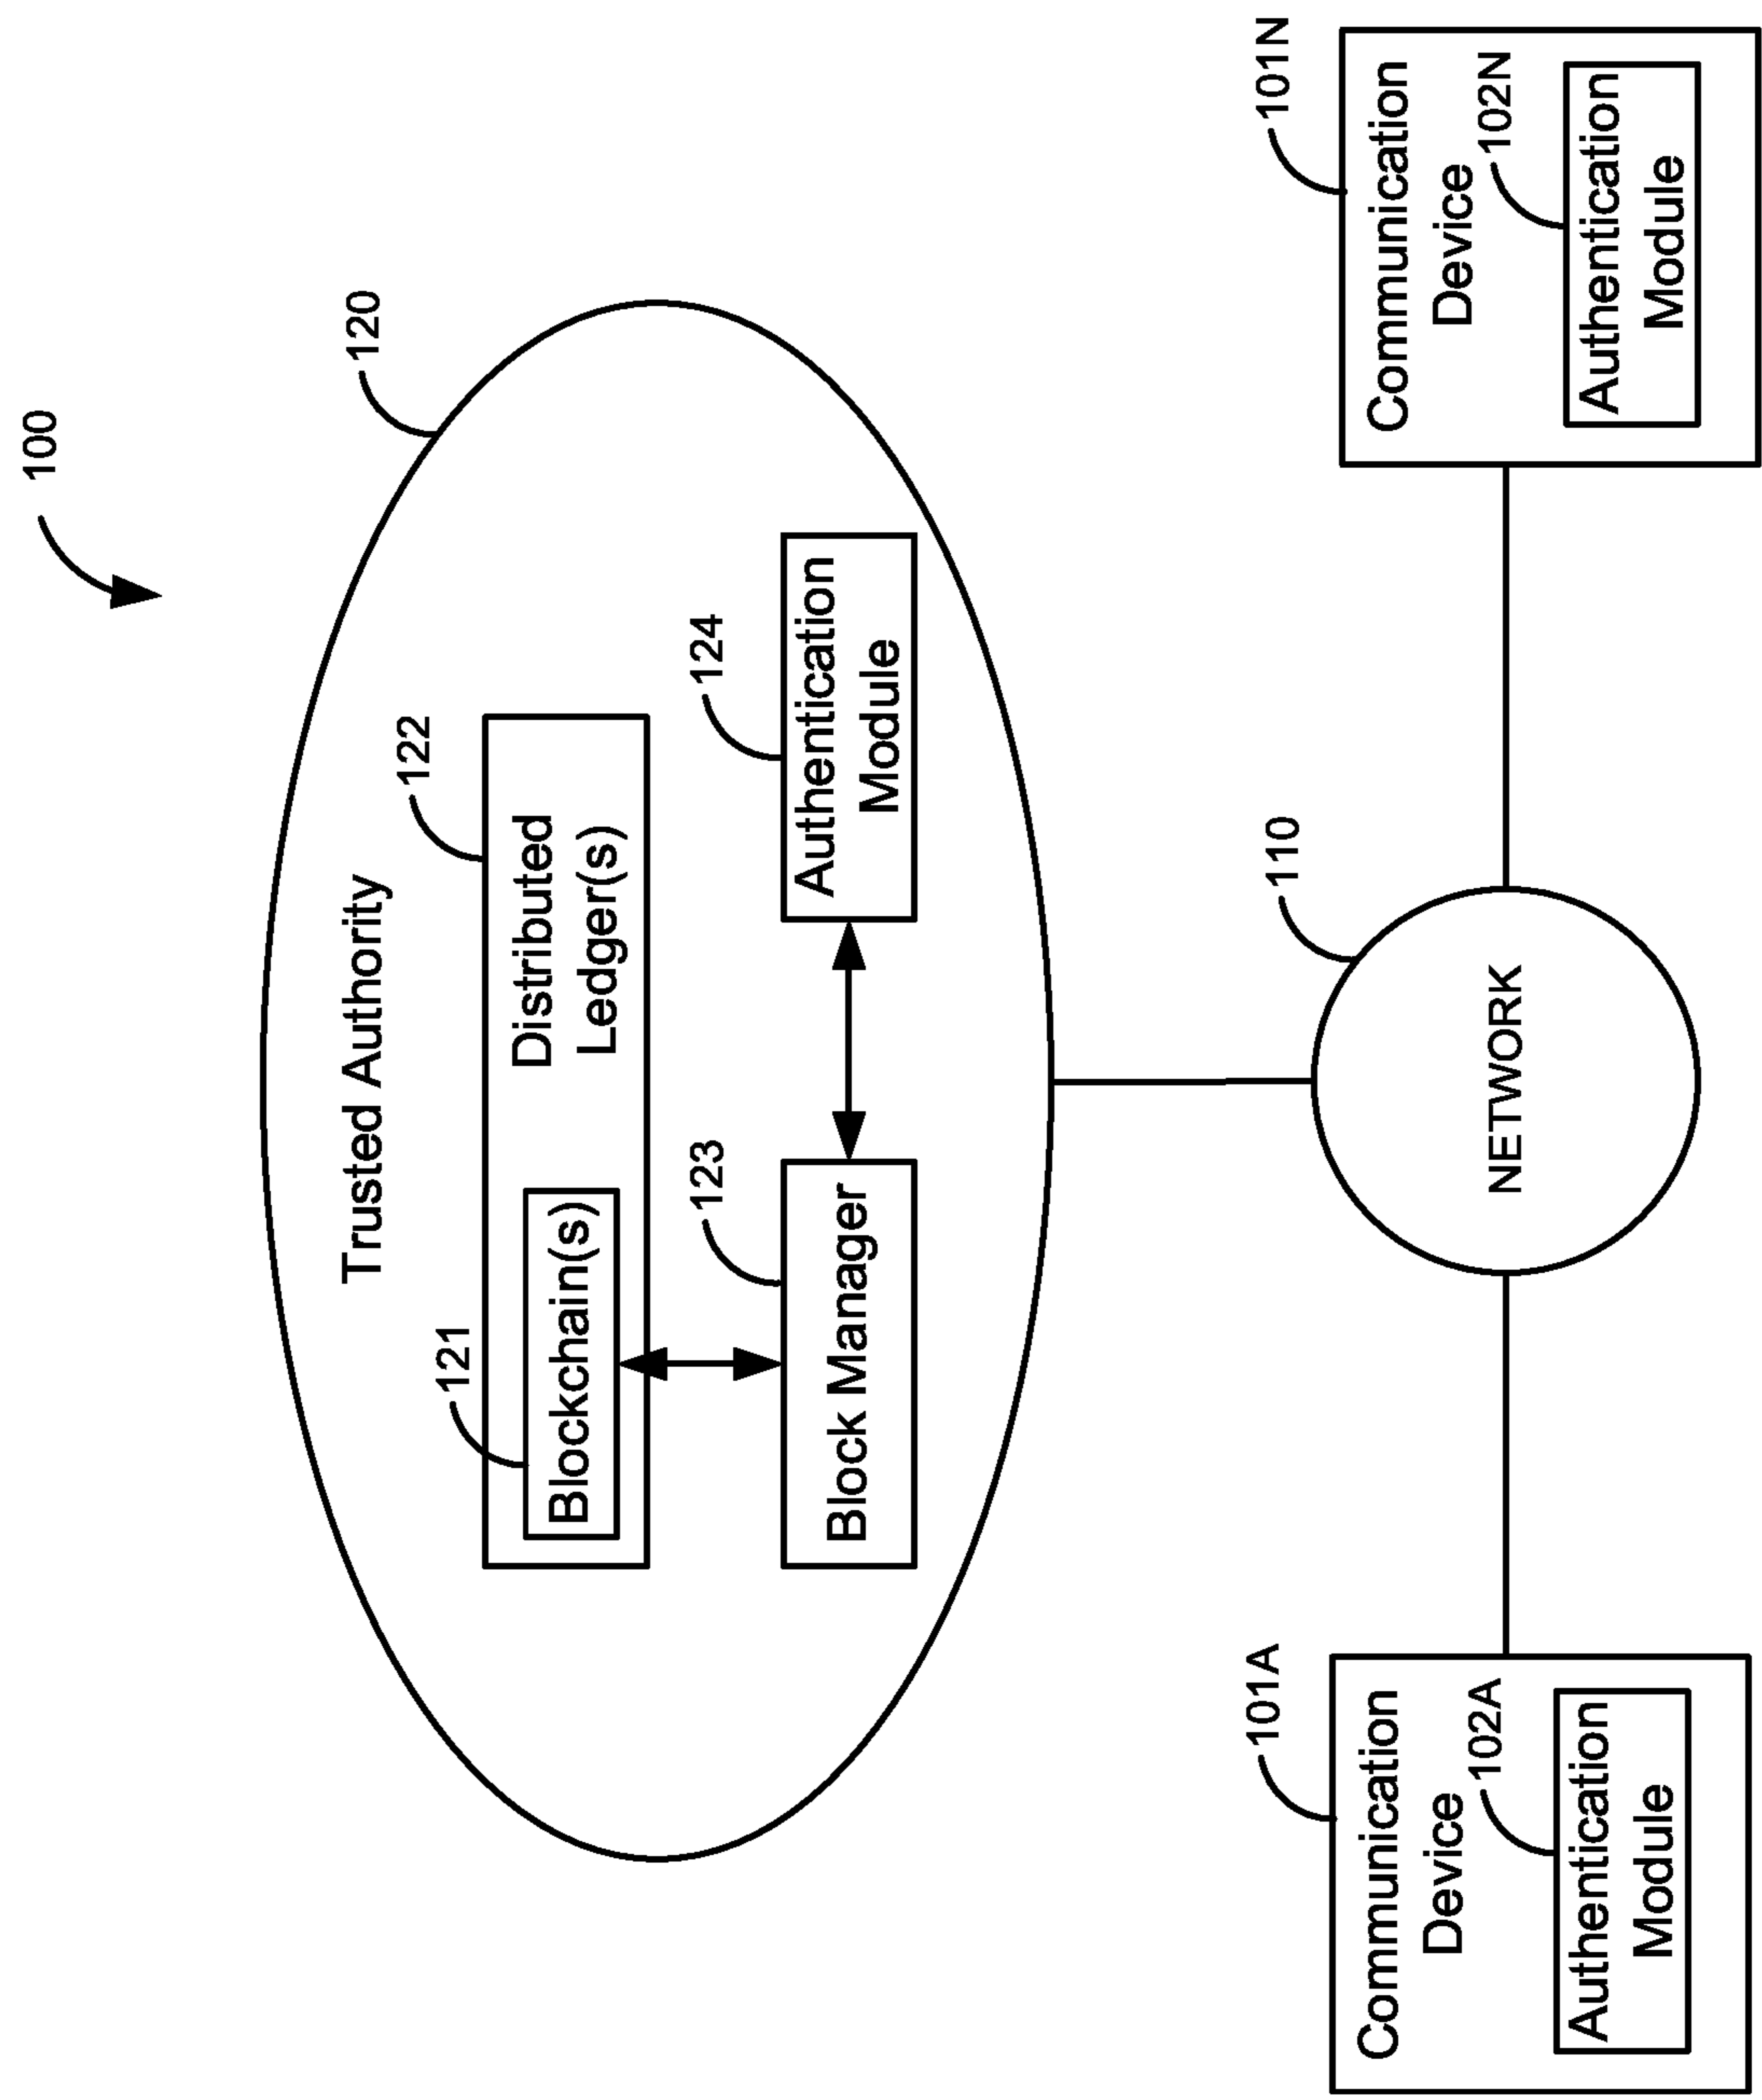 100
120
Trusted Authority
122
121
Distributed
Ledger(s)
Blockchain(s)
123
124
Block Manager
Authentication
Module
110
NETWORK
101A
Communication
Device
102A
Authentication
Module
101N
Communication
Device
102N
Authentication
Module